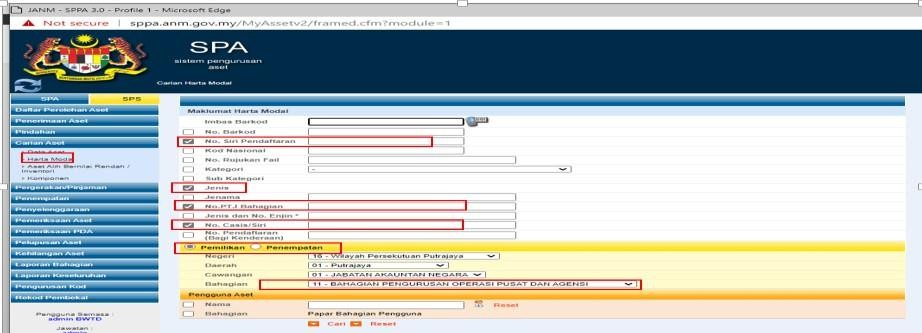 JANM - SPPA 3.0 - Profile 1 - Microsoft Edge
Not secure | sppa.anm.gov.my/MyAssetv2/framed.cfm?module=1
SPA
sistem pengurusan
aset
Carian Harta Modal
SPA SPS
Daftar Perolehan Aset
Penerimaan Aset
Pindahan
Carian Aset
› Data Aset
› Harta Modal
› Aset Alih Bernilai Rendah /
Inventori
› Komponen
Pergerakan/Pinjaman
Penempatan
Penyelenggaraan
Pemeriksaan Aset
Pemeriksaan PDA
Pelupusan Aset
Kehilangan Aset
Laporan Bahagian
Laporan Keseluruhan
Pengurusan Kod
Rekod Pembekal
Pengguna Semasa :
admin BWTD
Jawatan :
Maklumat Harta Modal
Imbas Barkod
No. Barkod
No. Siri Pendaftaran
Kod Nasional
No. Rujukan Fail
Kategori -
Sub Kategori
Jenis
Jenama
No.PTJ Bahagian
Jenis dan No. Enjin *
No. Casis/Siri
No. Pendaftaran
(Bagi Kenderaan)
Pemilikan Penempatan
Negeri 16 - Wilayah Persekutuan Putrajaya
Daerah 01 - Putrajaya
Cawangan 01 - JABATAN AKAUNTAN NEGARA
Bahagian 11 - BAHAGIAN PENGURUSAN OPERASI PUSAT DAN AGENSI
Pengguna Aset
Nama Reset
Bahagian Papar Bahagian Pengguna
Cari Reset